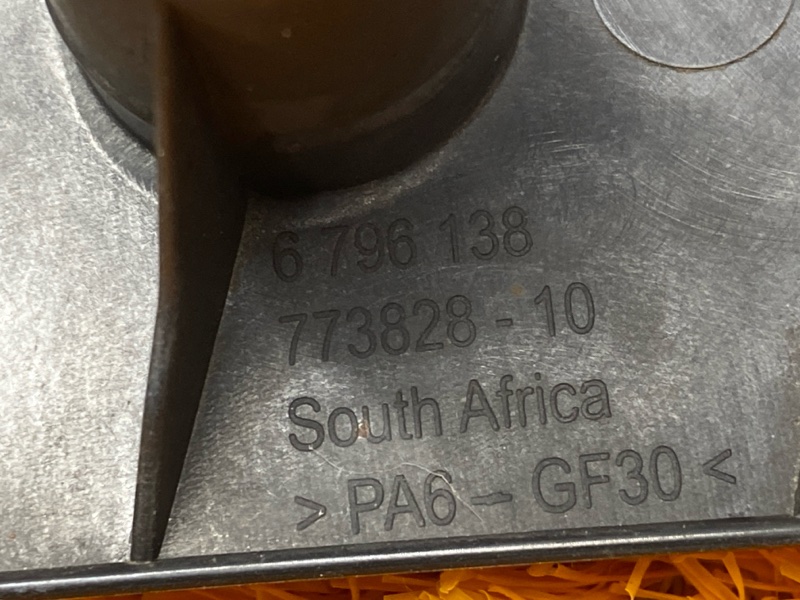 6 796 138
773828 - 10
South Africa
> PA6 - GF30 <